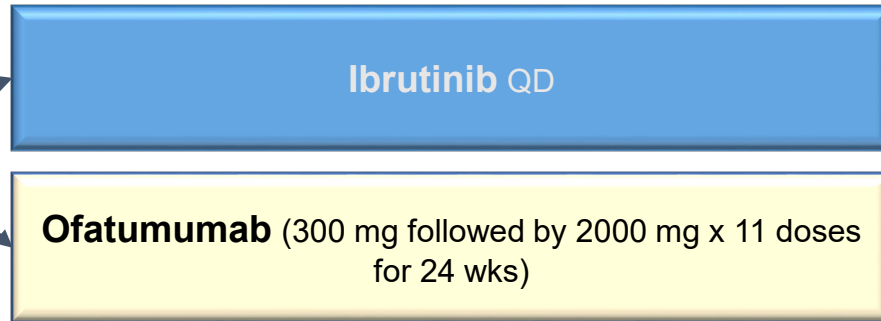 Ibrutinib QD
Ofatumumab (300 mg followed by 2000 mg x 11 doses
for 24 wks)